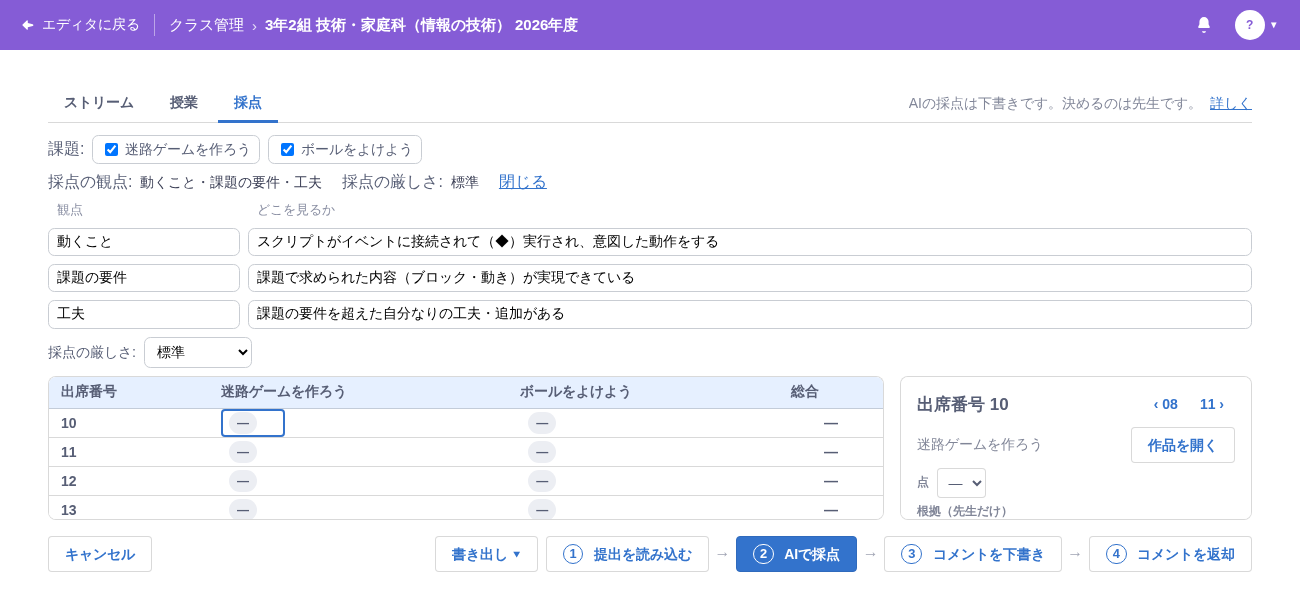 エディタに戻る クラス管理 › 3年2組 技術・家庭科（情報の技術） 2026年度 ? ▾
ストリーム 授業 採点 AIの採点は下書きです。決めるのは先生です。 詳しく
課題: 迷路ゲームを作ろう ボールをよけよう
採点の観点: 動くこと・課題の要件・工夫 採点の厳しさ: 標準 閉じる
観点 どこを見るか
動くこと スクリプトがイベントに接続されて（◆）実行され、意図した動作をする
課題の要件 課題で求められた内容（ブロック・動き）が実現できている
工夫 課題の要件を超えた自分なりの工夫・追加がある
採点の厳しさ: 標準
出席番号 迷路ゲームを作ろう ボールをよけよう 総合
10 — — —
11 — — —
12 — — —
13 — — —
出席番号 10 ‹ 08 11 ›
迷路ゲームを作ろう 作品を開く
点 —
根拠（先生だけ）
キャンセル 書き出し ▾ 1 提出を読み込む → 2 AIで採点 → 3 コメントを下書き → 4 コメントを返却